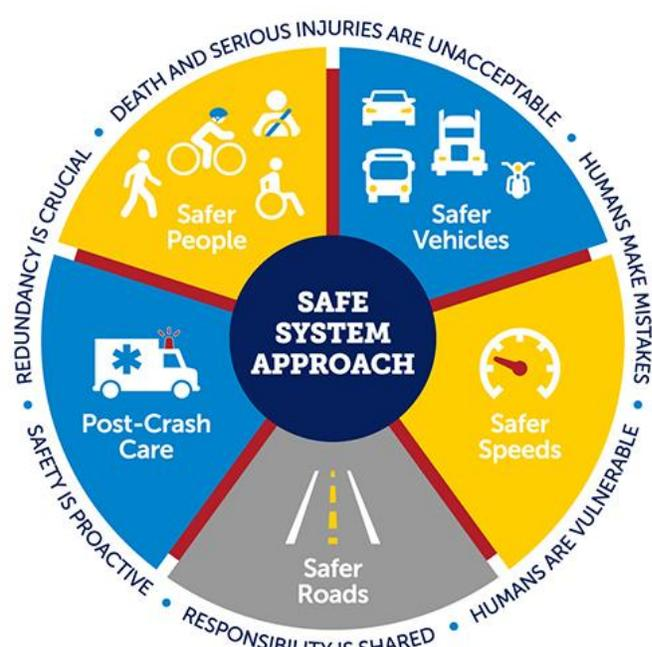 DEATH AND SERIOUS INJURIES ARE UNACCEPTABLE
HUMANS MAKE MISTAKES
HUMANS ARE VULNERABLE
RESPONSIBILITY IS SHARED
SAFETY IS PROACTIVE
REDUNDANCY IS CRUCIAL
Safer
People
Safer
Vehicles
SAFE
SYSTEM
APPROACH
Post-Crash
Care
Safer
Speeds
Safer
Roads